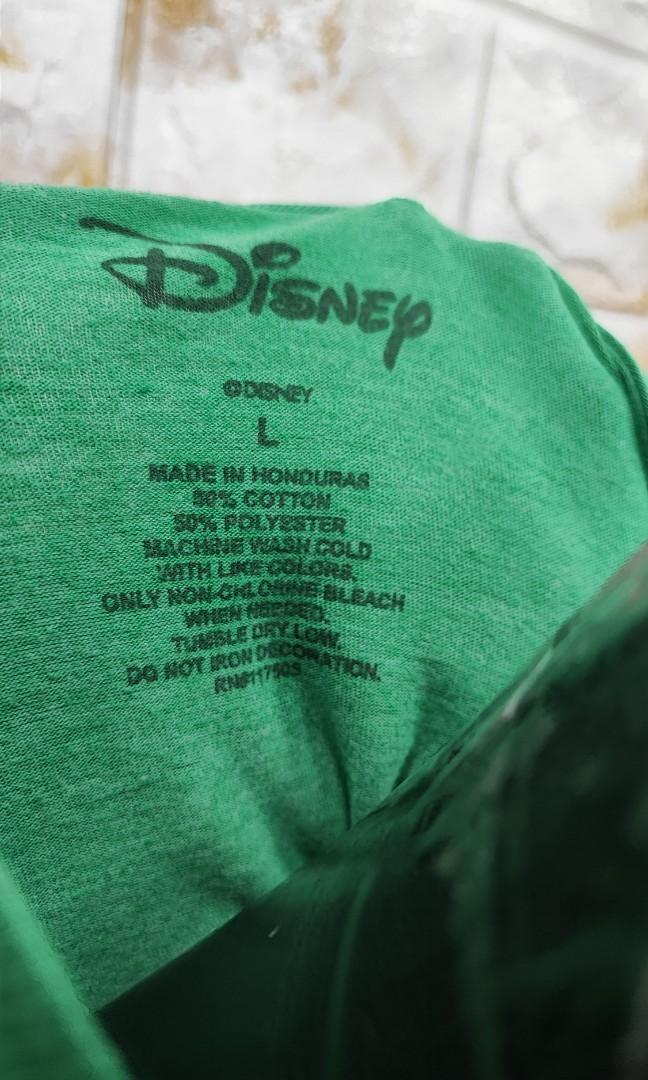 Disney
©DISNEY
L
MADE IN HONDURAS
50% COTTON
50% POLYESTER
MACHINE WASH COLD
WITH LIKE COLORS.
ONLY NON-CHLORINE BLEACH
WHEN NEEDED.
TUMBLE DRY LOW.
DO NOT IRON DECORATION.